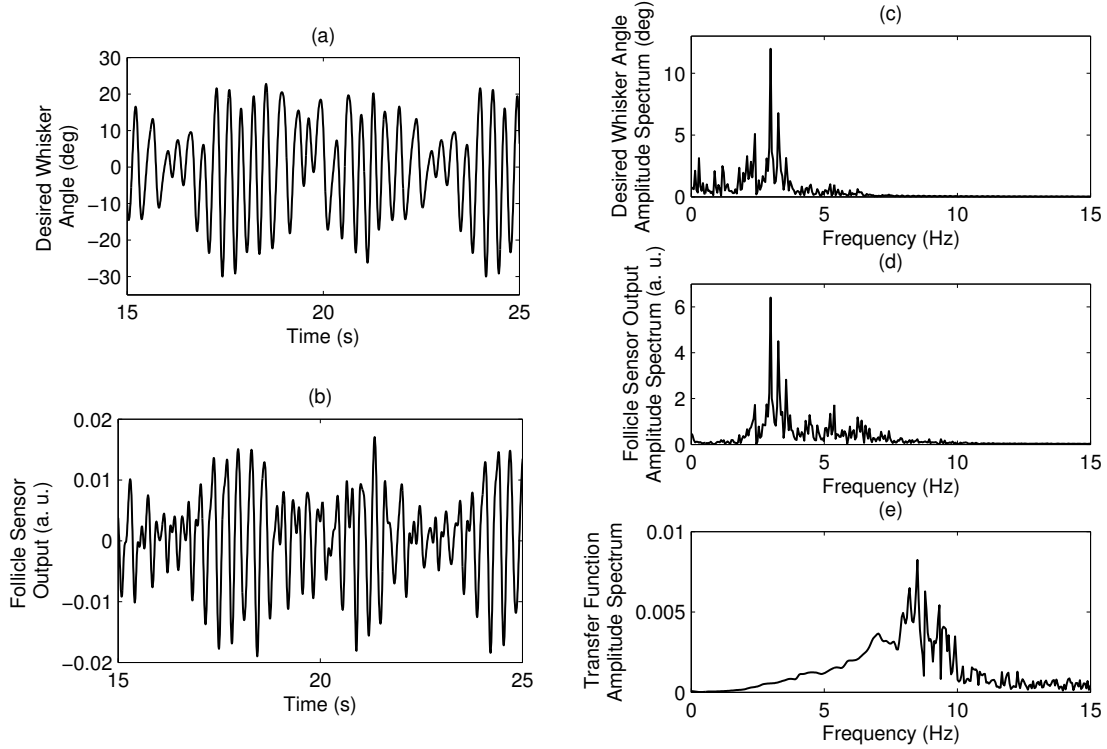 (a)
30
20
10
0
−10
−20
−30
Desired Whisker
Angle (deg)
15
20
25
Time (s)
(b)
0.02
0.01
0
−0.01
−0.02
Follicle Sensor
Output (a. u.)
15
20
25
Time (s)
(c)
10
5
0
Desired Whisker Angle
Amplitude Spectrum (deg)
0
5
10
15
Frequency (Hz)
(d)
6
4
2
0
Follicle Sensor Output
Amplitude Spectrum (a. u.)
0
5
10
15
Frequency (Hz)
(e)
0.01
0.005
0
Transfer Function
Amplitude Spectrum
0
5
10
15
Frequency (Hz)